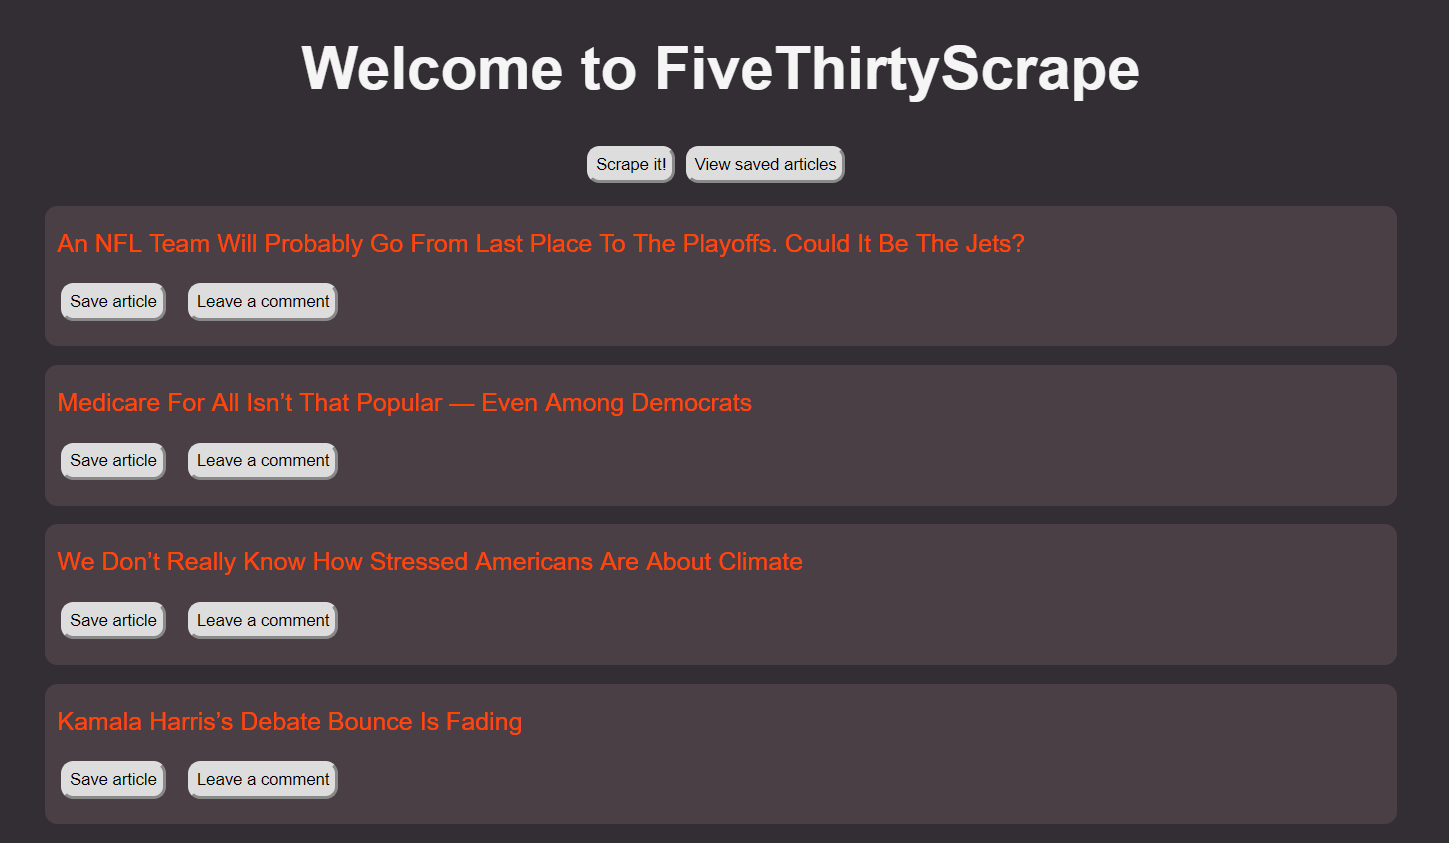 Welcome to FiveThirtyScrape
Scrape it! View saved articles
An NFL Team Will Probably Go From Last Place To The Playoffs. Could It Be The Jets?
Save article Leave a comment
Medicare For All Isn’t That Popular — Even Among Democrats
Save article Leave a comment
We Don’t Really Know How Stressed Americans Are About Climate
Save article Leave a comment
Kamala Harris’s Debate Bounce Is Fading
Save article Leave a comment